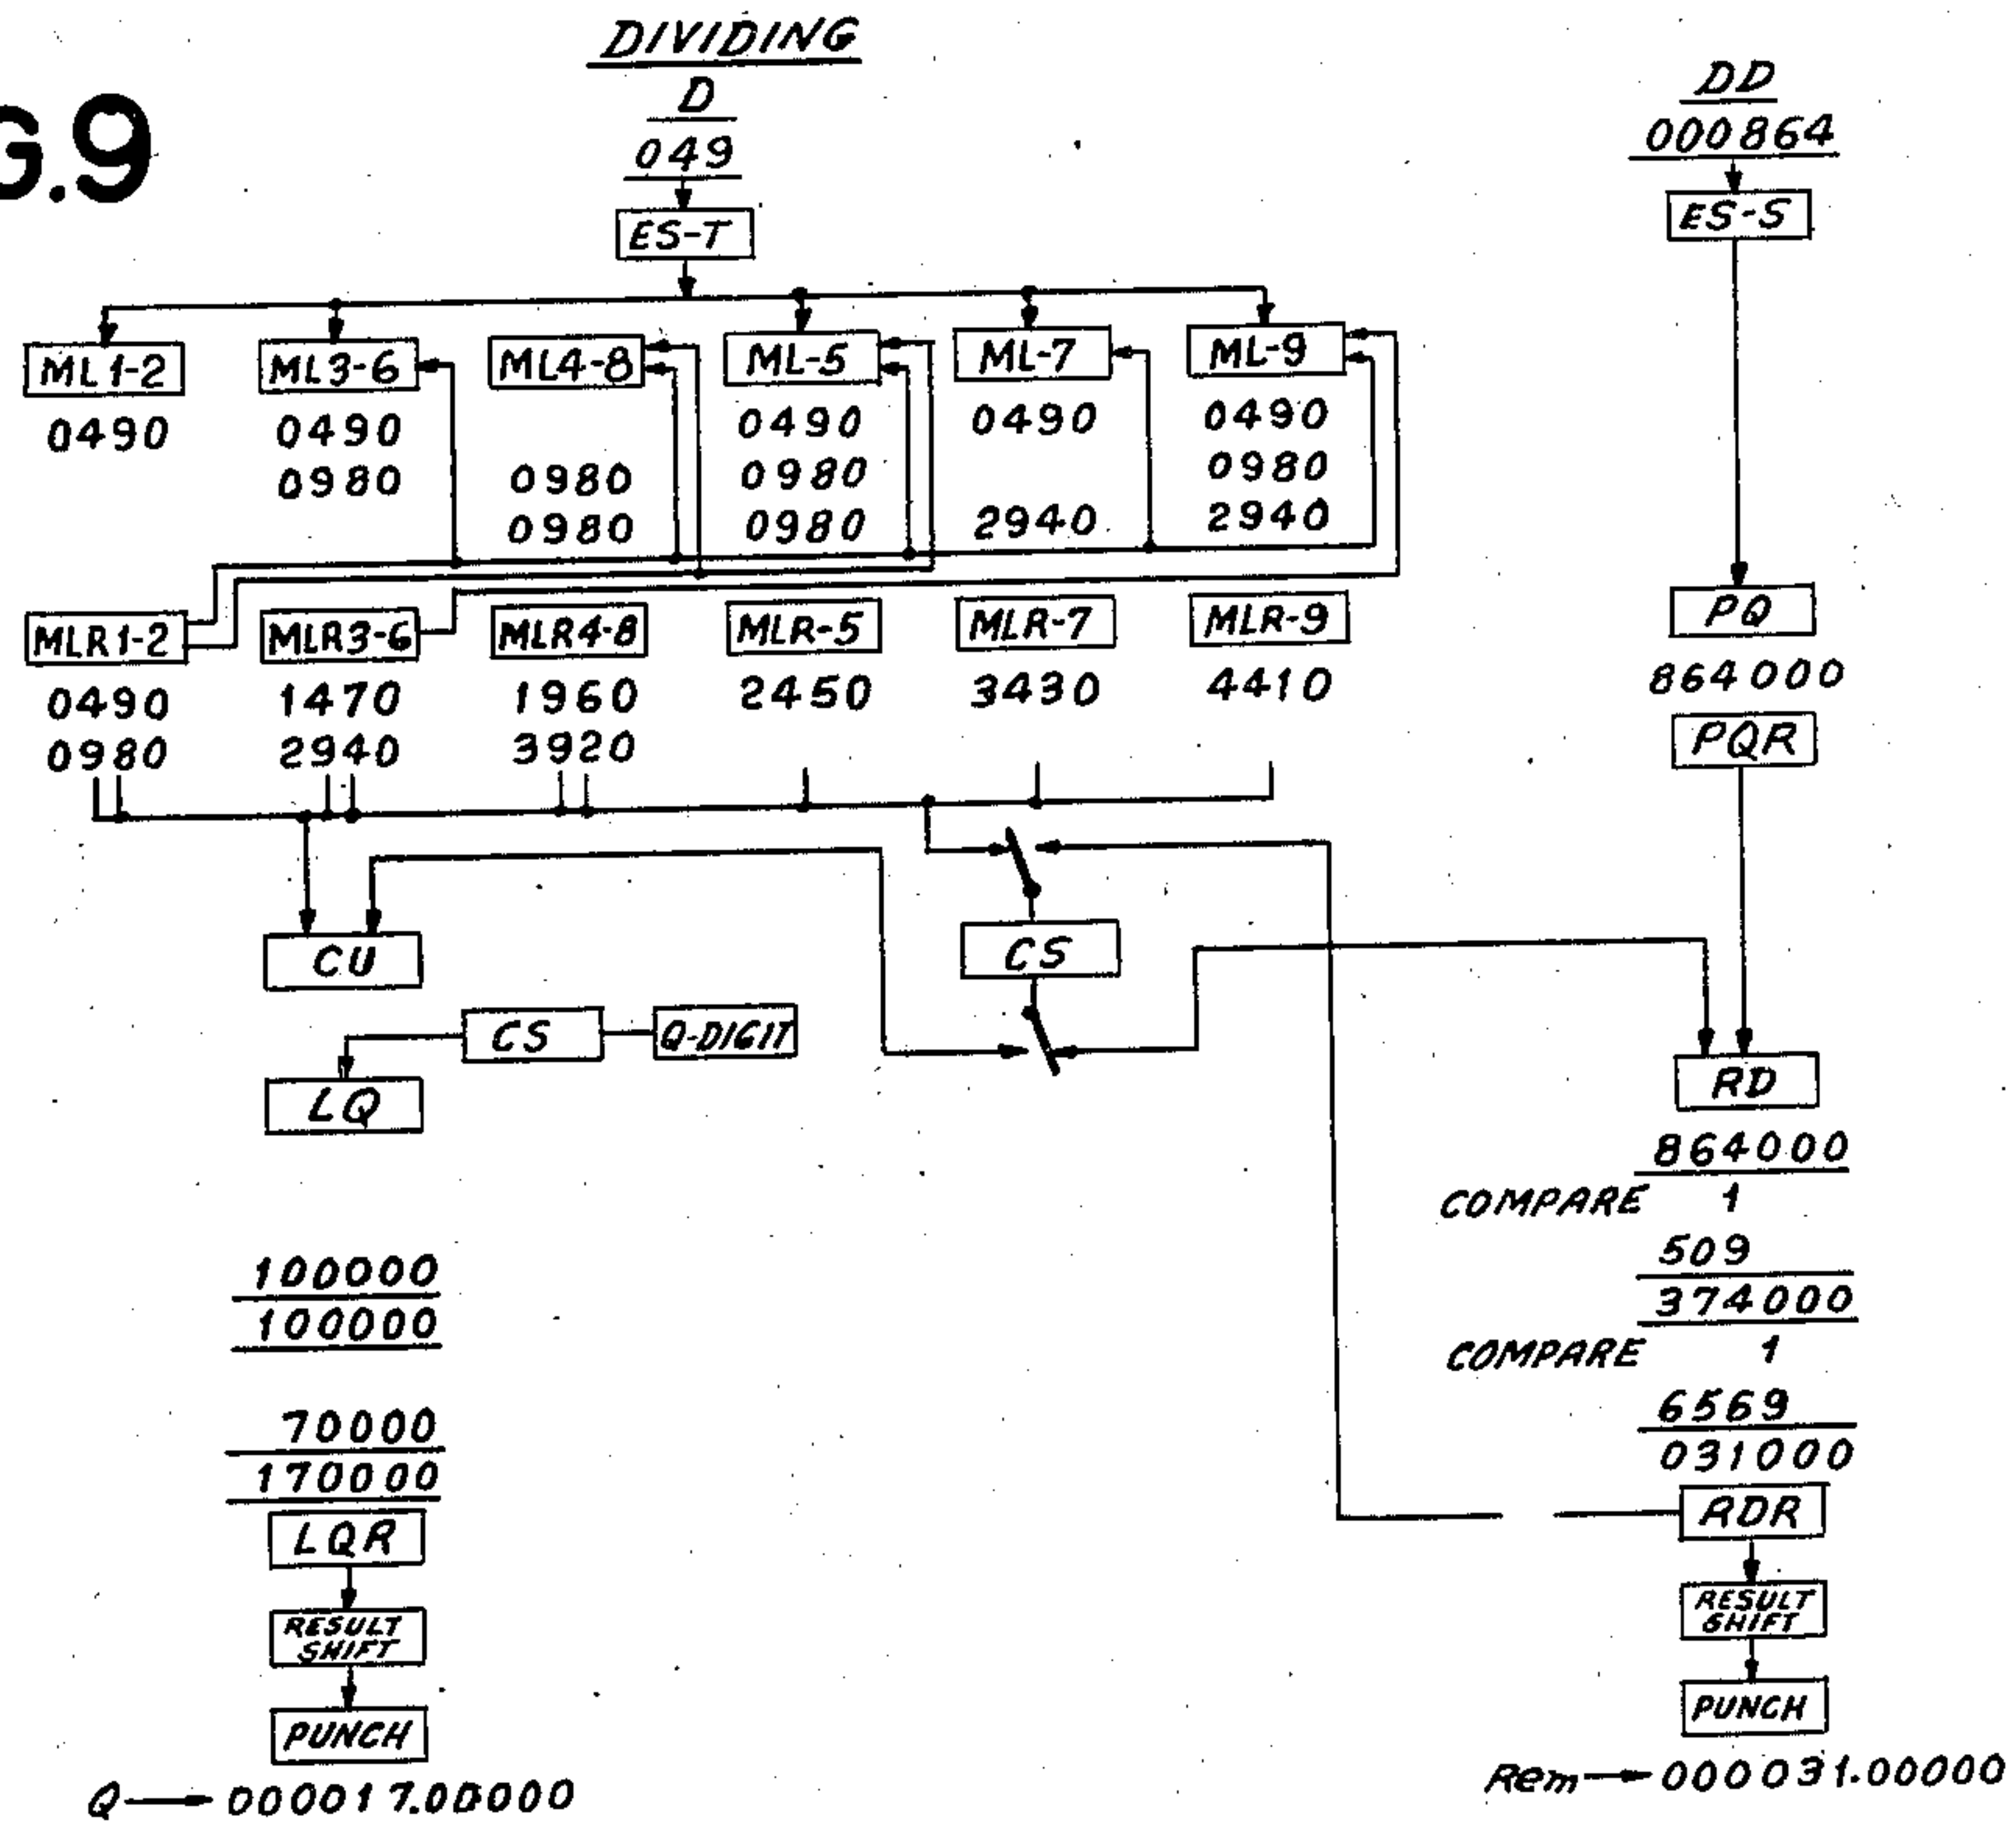 DIVIDING
G.9
D
DD
049
000864
ES-T
ES-S
ML1-2 ML3-6 ML4-8 ML-5 ML-7 ML-9
0490 0490 0490 0490 0490
0980 0980 0980 0980
0980 0980 2940 2940
MLR1-2 MLR3-6 MLR4-8 MLR-5 MLR-7 MLR-9
PQ
0490 1470 1960 2450 3430 4410
864000
0980 2940 3920
PQR
CU
CS
CS
Q-DIGIT
LQ
RD
864000
COMPARE 1
509
100000
374000
100000
COMPARE 1
6569
70000
031000
170000
LQR
ADR
RESULT
SHIFT
RESULT
SHIFT
PUNCH
PUNCH
Q → 000017.00000
Rem → 000031.00000